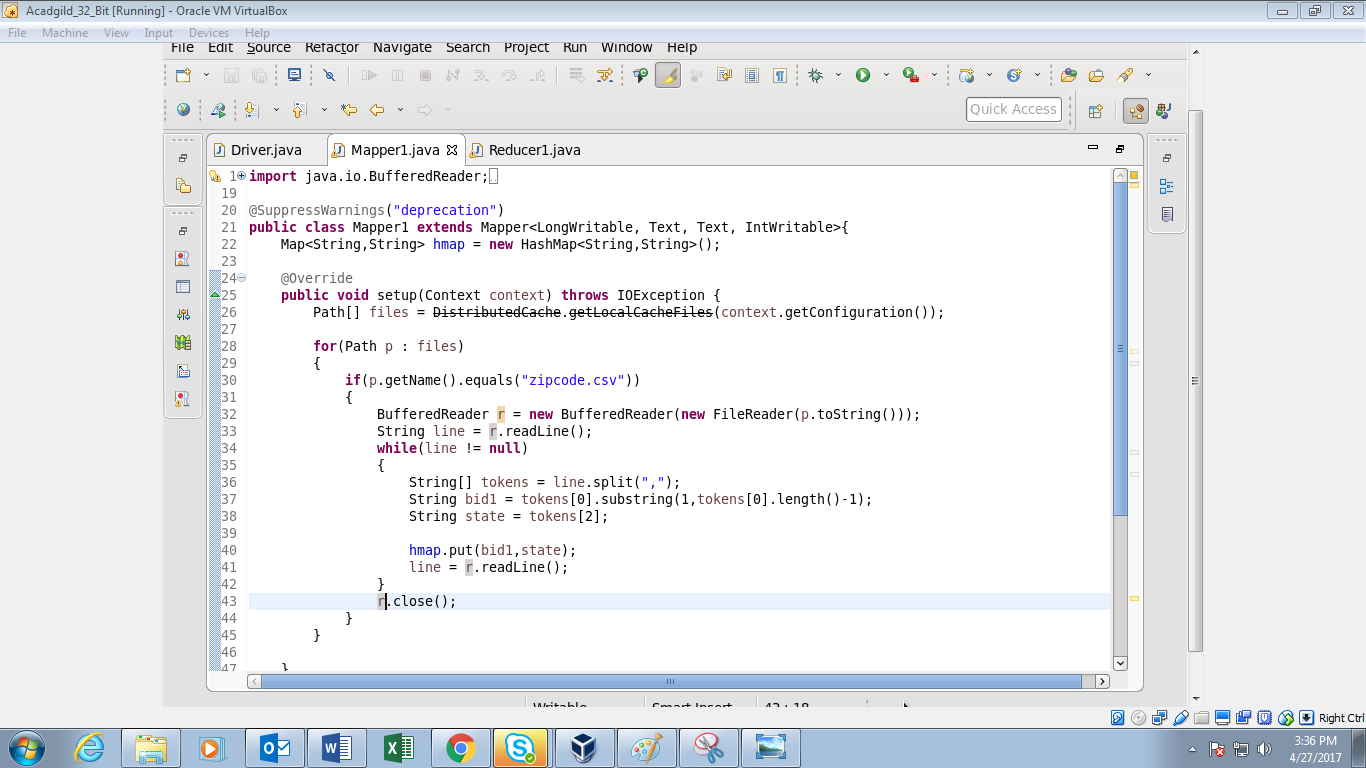 Acadgild_32_Bit [Running] - Oracle VM VirtualBox
File Machine View Input Devices Help
File Edit Source Refactor Navigate Search Project Run Window Help
Quick Access
Driver.java Mapper1.java Reducer1.java
1 import java.io.BufferedReader;
19
20 @SuppressWarnings("deprecation")
21 public class Mapper1 extends Mapper<LongWritable, Text, Text, IntWritable>{
22 Map<String,String> hmap = new HashMap<String,String>();
23
24 @Override
25 public void setup(Context context) throws IOException {
26 Path[] files = DistributedCache.getLocalCacheFiles(context.getConfiguration());
27
28 for(Path p : files)
29 {
30 if(p.getName().equals("zipcode.csv"))
31 {
32 BufferedReader r = new BufferedReader(new FileReader(p.toString()));
33 String line = r.readLine();
34 while(line != null)
35 {
36 String[] tokens = line.split(",");
37 String bid1 = tokens[0].substring(1,tokens[0].length()-1);
38 String state = tokens[2];
39
40 hmap.put(bid1,state);
41 line = r.readLine();
42 }
43 r.close();
44 }
45 }
46
47 }
Writable Smart Insert 43 : 18
Right Ctrl
3:36 PM
4/27/2017